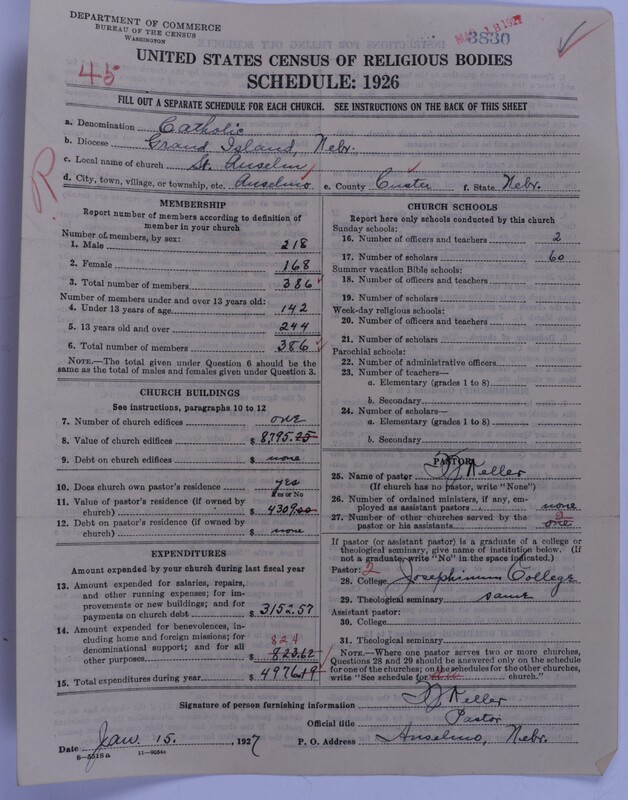 DEPARTMENT OF COMMERCE
BUREAU OF THE CENSUS
WASHINGTON
MAR 18 1927
3830
45
UNITED STATES CENSUS OF RELIGIOUS BODIES
SCHEDULE: 1926
FILL OUT A SEPARATE SCHEDULE FOR EACH CHURCH. SEE INSTRUCTIONS ON THE BACK OF THIS SHEET
a. Denomination Catholic
b. Diocese Grand Island, Nebr.
c. Local name of church St. Anselm
d. City, town, village, or township, etc. Anselmo e. County Custer f. State Nebr.
R
MEMBERSHIP
Report number of members according to definition of
member in your church
Number of members, by sex:
1. Male 218
2. Female 168
3. Total number of members 386
Number of members under and over 13 years old:
4. Under 13 years of age 142
5. 13 years old and over 244
6. Total number of members 386
NOTE.—The total given under Question 6 should be
same as the total of males and females given under Question 3.
CHURCH BUILDINGS
See instructions, paragraphs 10 to 12
7. Number of church edifices one
8. Value of church edifices $ 8,795.25
9. Debt on church edifices $ none
10. Does church own pastor's residence yes
Yes or No
11. Value of pastor's residence (if owned by
church) $ 4309.00
12. Debt on pastor's residence (if owned by
church) $ none
EXPENDITURES
Amount expended by your church during last fiscal year
13. Amount expended for salaries, repairs,
and other running expenses; for im-
provements or new buildings; and for
payments on church debt $ 3152.57
14. Amount expended for benevolences, in-
cluding home and foreign missions; for
denominational support; and for all
824
other purposes $ 823.62
15. Total expenditures during year $ 4976.19
CHURCH SCHOOLS
Report here only schools conducted by this church
Sunday schools:
16. Number of officers and teachers 2
17. Number of scholars 60
Summer vacation Bible schools:
18. Number of officers and teachers
19. Number of scholars
Week-day religious schools:
20. Number of officers and teachers
21. Number of scholars
Parochial schools:
22. Number of administrative officers
23. Number of teachers—
a. Elementary (grades 1 to 8)
b. Secondary
24. Number of scholars—
a. Elementary (grades 1 to 8)
b. Secondary
PASTOR
25. Name of pastor Keller
(If church has no pastor, write "None")
26. Number of ordained ministers, if any, em-
ployed as assistant pastors none
27. Number of other churches served by the
pastor or his assistants one
If pastor (or assistant pastor) is a graduate of a college or
theological seminary, give name of institution below. (If
not a graduate, write "No" in the space indicated.)
Pastor: 2
28. College Josephinum College
29. Theological seminary same
Assistant pastor:
30. College
31. Theological seminary
NOTE.—Where one pastor serves two or more churches,
Questions 28 and 29 should be answered only on the schedule
for one of the churches; on the schedules for the other churches,
write "See schedule for church."
Signature of person furnishing information Keller
Official title Pastor
Date Jan. 15, 1927 P. O. Address Anselmo, Nebr.
8—5518a 11—9054a